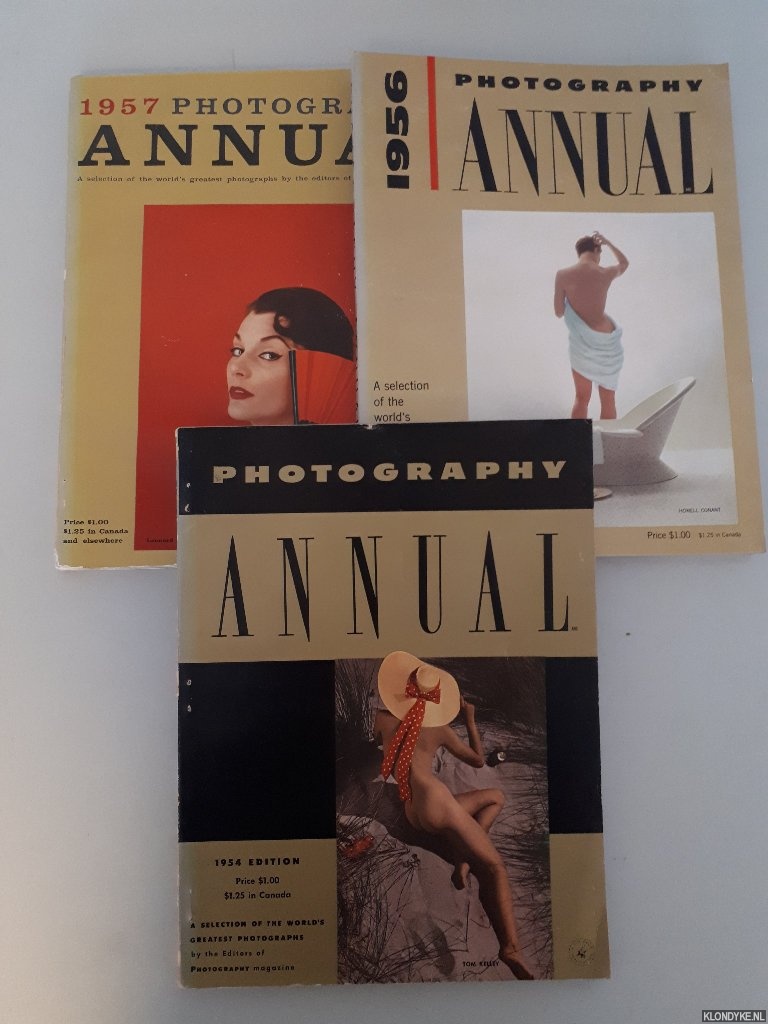 1957 PHOTOGRA
ANNUA
A selection of the world's greatest photographs by the editors of
Price $1.00
$1.25 in Canada
and elsewhere
Leonard
1956
PHOTOGRAPHY
ANNUAL
A selection
of the
world's
HOWELL CONANT
Price $1.00 $1.25 in Canada
PHOTOGRAPHY
ANNUAL
1954 EDITION
Price $1.00
$1.25 in Canada
A SELECTION OF THE WORLD'S
GREATEST PHOTOGRAPHS
by the Editors of
PHOTOGRAPHY magazine
TOM KELLEY
KLONDYKE.NL